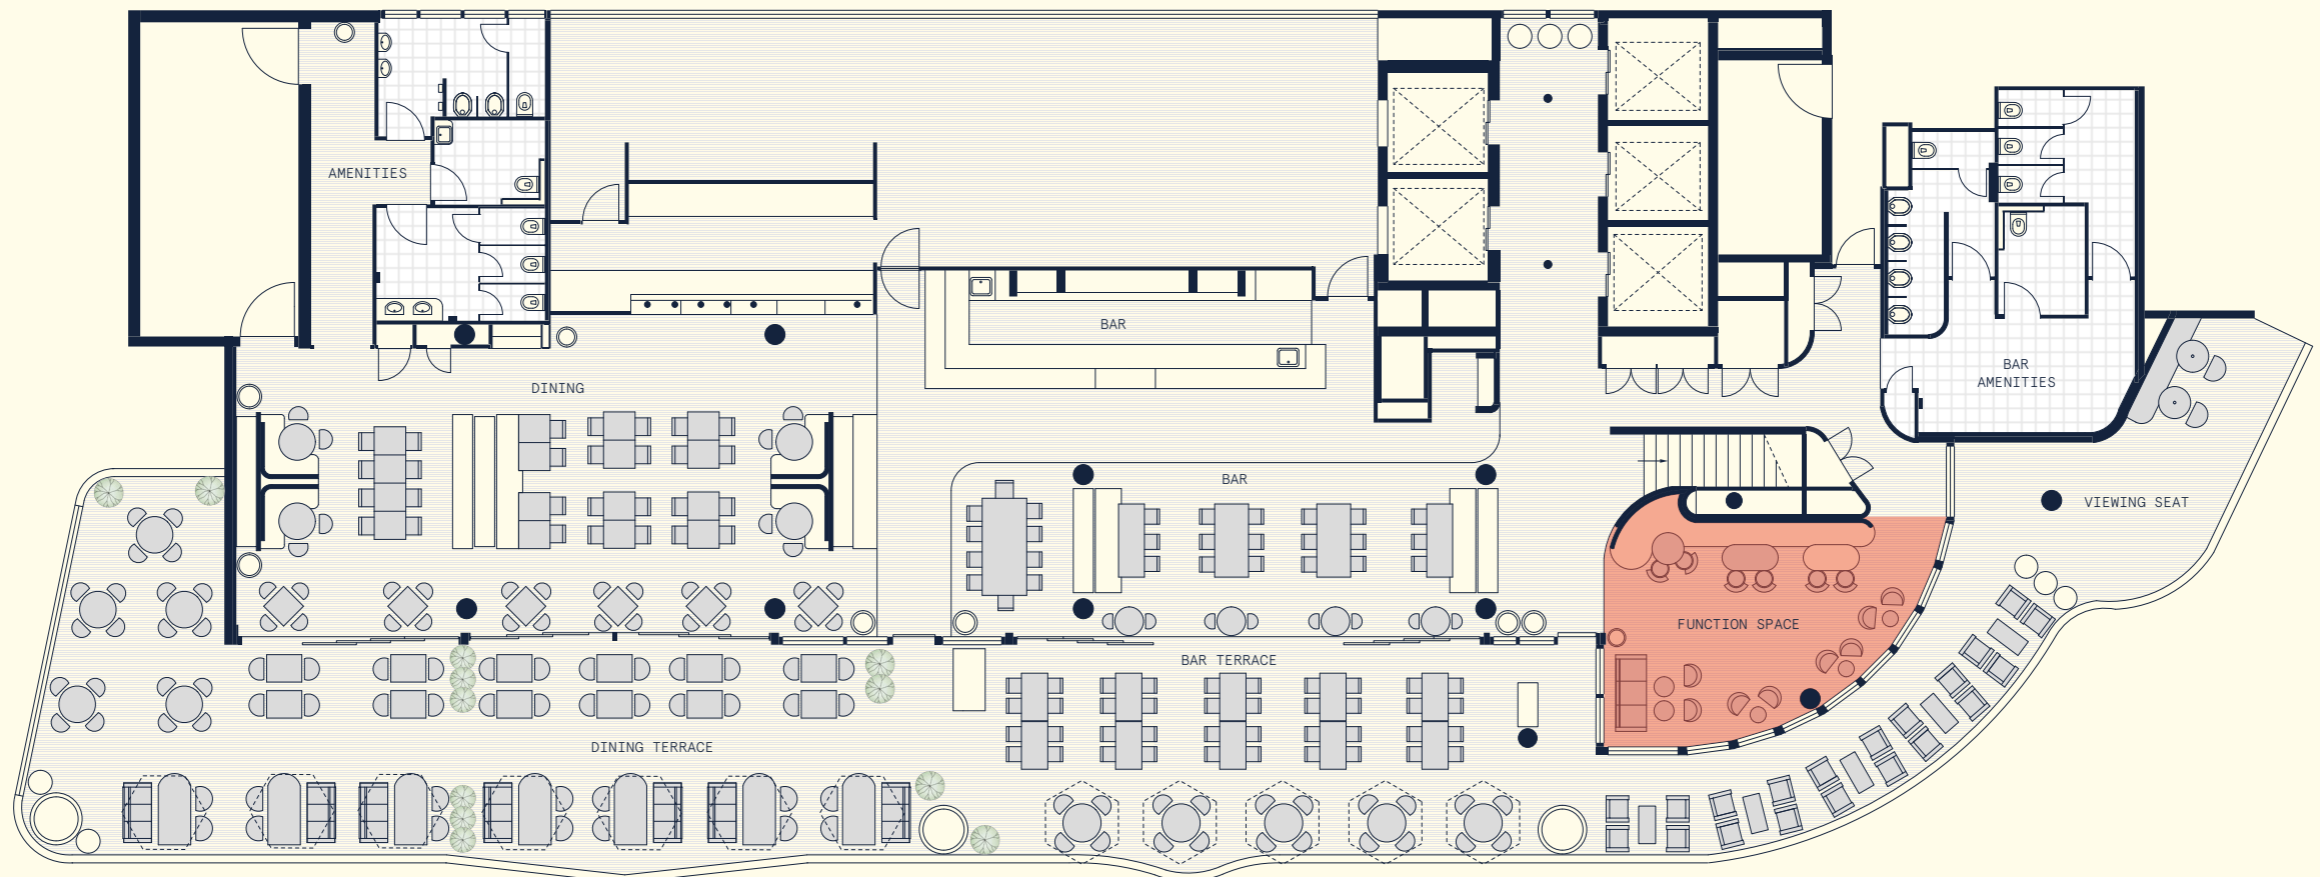 AMENITIES
BAR
BAR
AMENITIES
DINING
BAR
VIEWING SEAT
FUNCTION SPACE
BAR TERRACE
DINING TERRACE